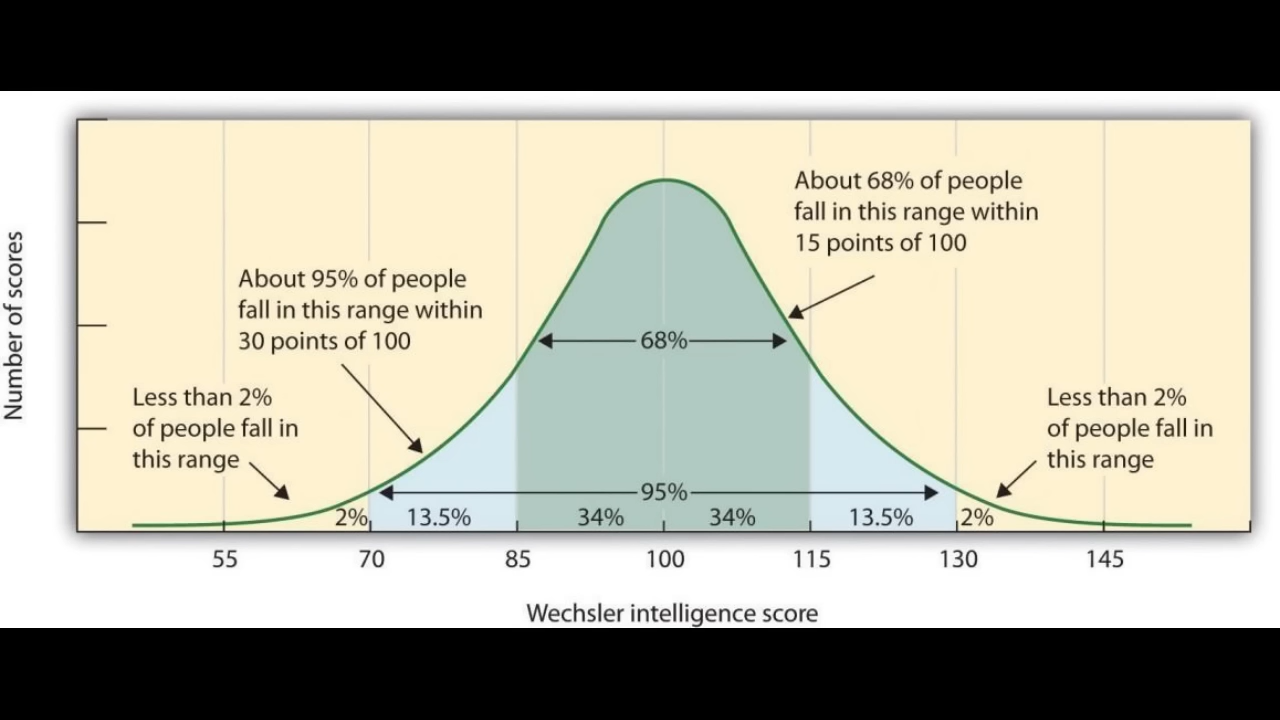 Number of scores
About 68% of people
fall in this range within
15 points of 100
About 95% of people
fall in this range within
30 points of 100
68%
Less than 2%
of people fall in
this range
Less than 2%
of people fall in
this range
95%
2%
13.5%
34%
34%
13.5%
2%
55
70
85
100
115
130
145
Wechsler intelligence score